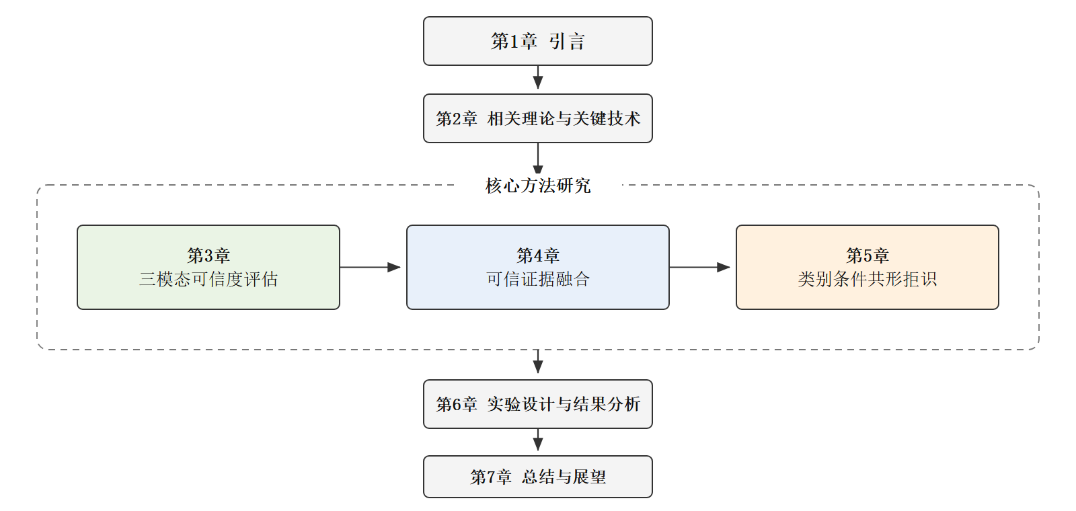 第1章 引言
第2章 相关理论与关键技术
核心方法研究
第3章
三模态可信度评估
第4章
可信证据融合
第5章
类别条件共形拒识
第6章 实验设计与结果分析
第7章 总结与展望